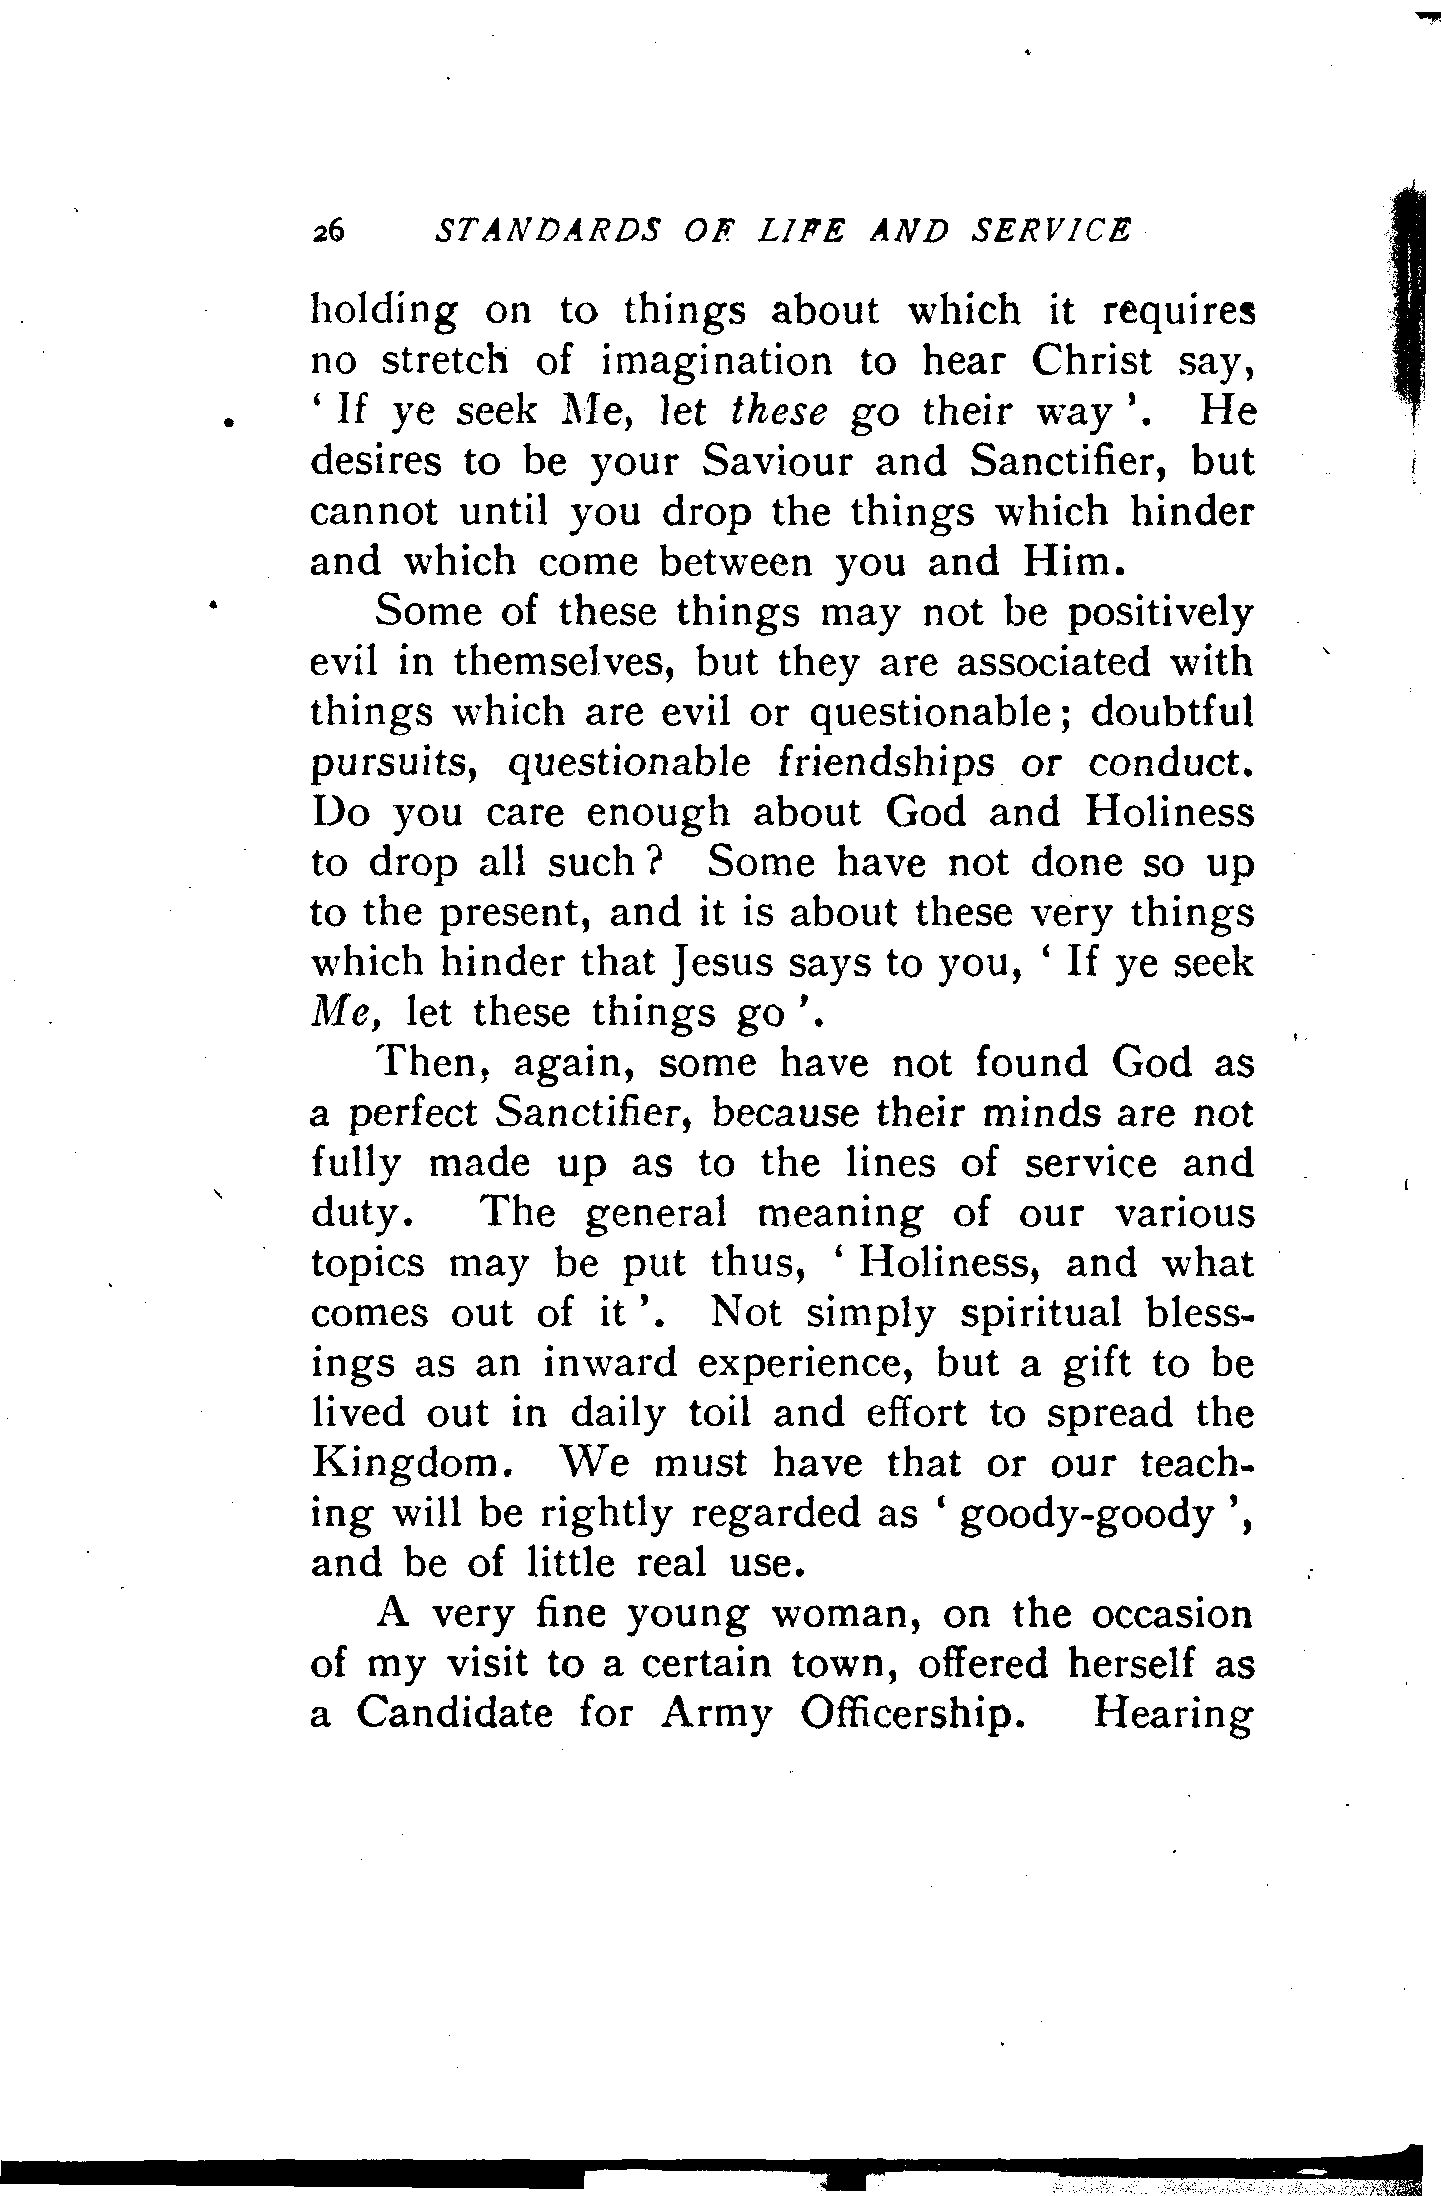 26 STANDARDS OF LIFE AND SERVICE
holding on to things about which it requires
no stretch of imagination to hear Christ say,
‘ If ye seek Me, let these go their way ’. He
desires to be your Saviour and Sanctifier, but
cannot until you drop the things which hinder
and which come between you and Him.
Some of these things may not be positively
evil in themselves, but they are associated with
things which are evil or questionable; doubtful
pursuits, questionable friendships or conduct.
Do you care enough about God and Holiness
to drop all such ? Some have not done so up
to the present, and it is about these very things
which hinder that Jesus says to you, ‘ If ye seek
Me, let these things go ’.
Then, again, some have not found God as
a perfect Sanctifier, because their minds are not
fully made up as to the lines of service and
duty. The general meaning of our various
topics may be put thus, ‘ Holiness, and what
comes out of it ’. Not simply spiritual bless-
ings as an inward experience, but a gift to be
lived out in daily toil and effort to spread the
Kingdom. We must have that or our teach-
ing will be rightly regarded as ‘ goody-goody ’,
and be of little real use.
A very fine young woman, on the occasion
of my visit to a certain town, offered herself as
a Candidate for Army Officership. Hearing